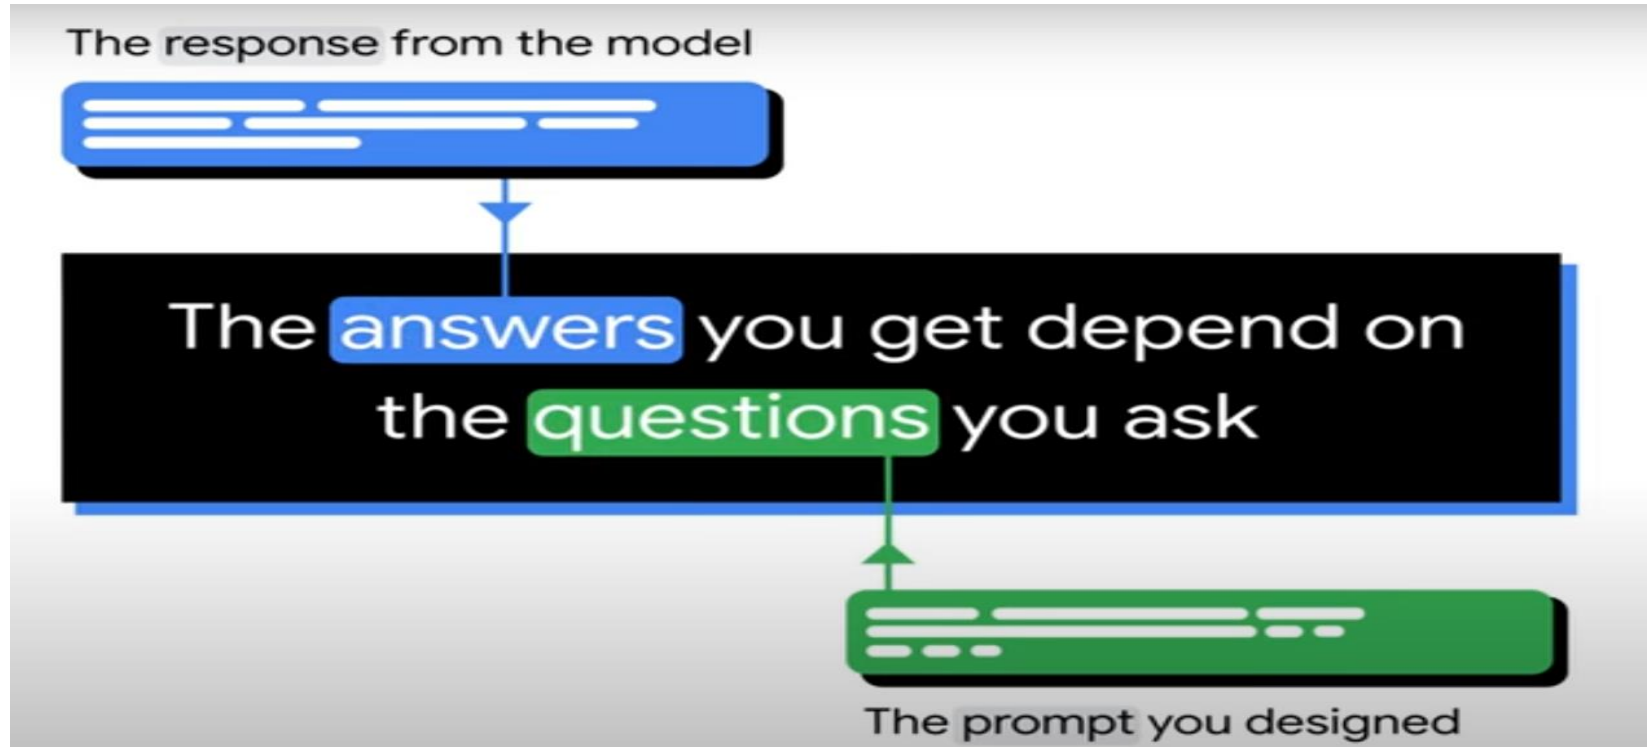 The response from the model
The answers you get depend on
the questions you ask
The prompt you designed